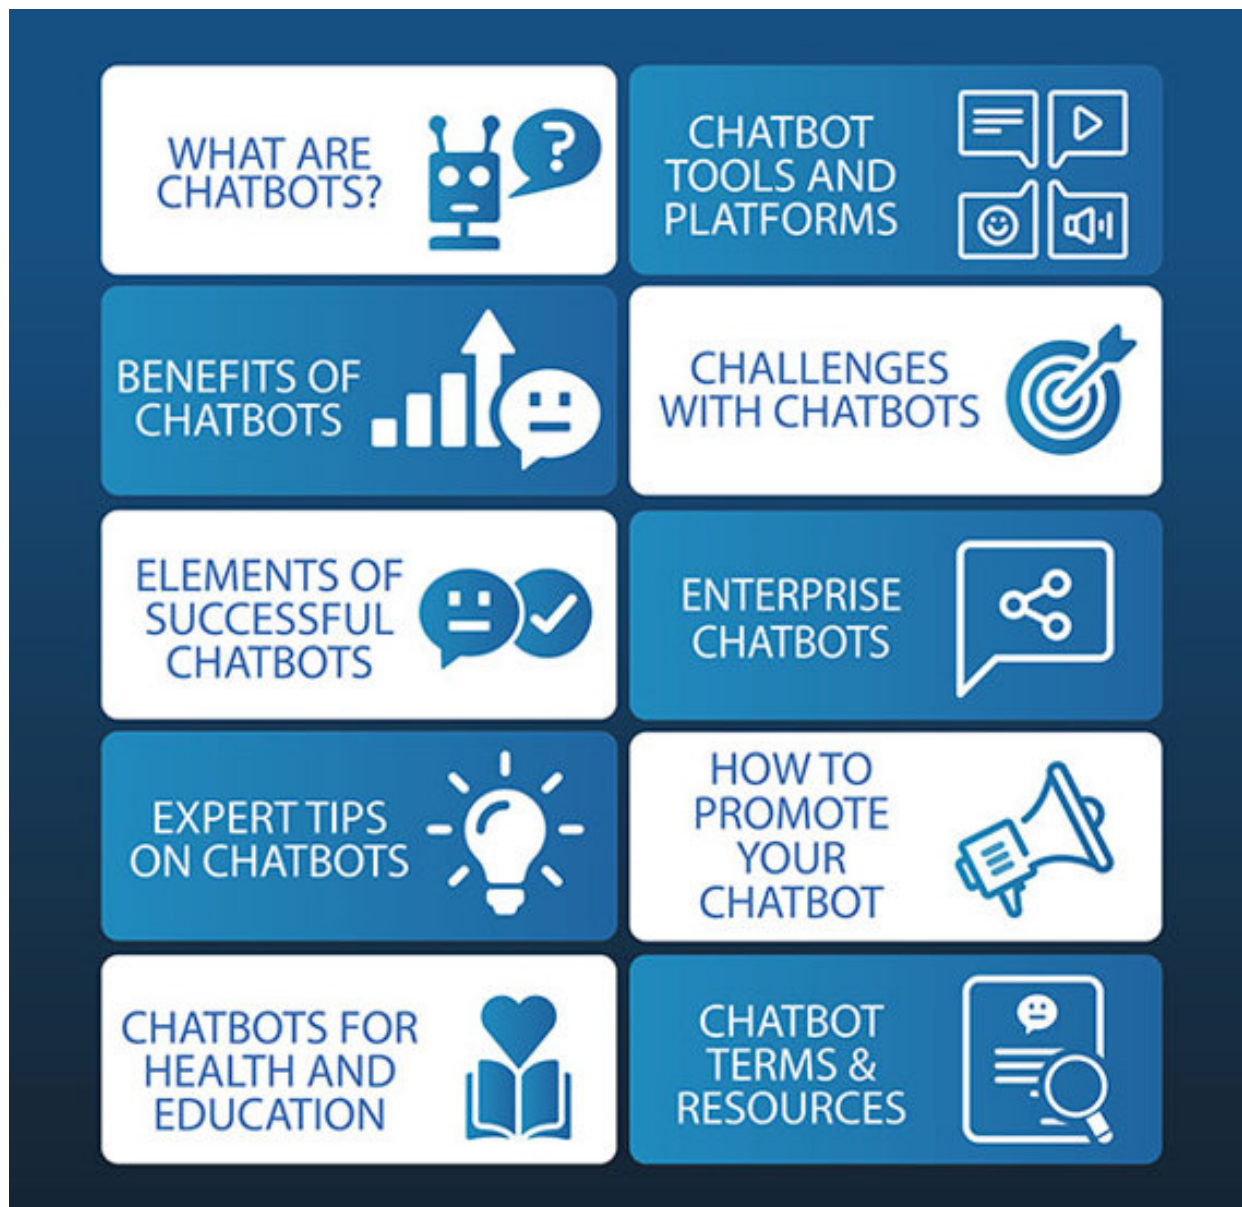 WHAT ARE
CHATBOTS?
CHATBOT
TOOLS AND
PLATFORMS
BENEFITS OF
CHATBOTS
CHALLENGES
WITH CHATBOTS
ELEMENTS OF
SUCCESSFUL
CHATBOTS
ENTERPRISE
CHATBOTS
EXPERT TIPS
ON CHATBOTS
HOW TO
PROMOTE
YOUR
CHATBOT
CHATBOTS FOR
HEALTH AND
EDUCATION
CHATBOT
TERMS &
RESOURCES